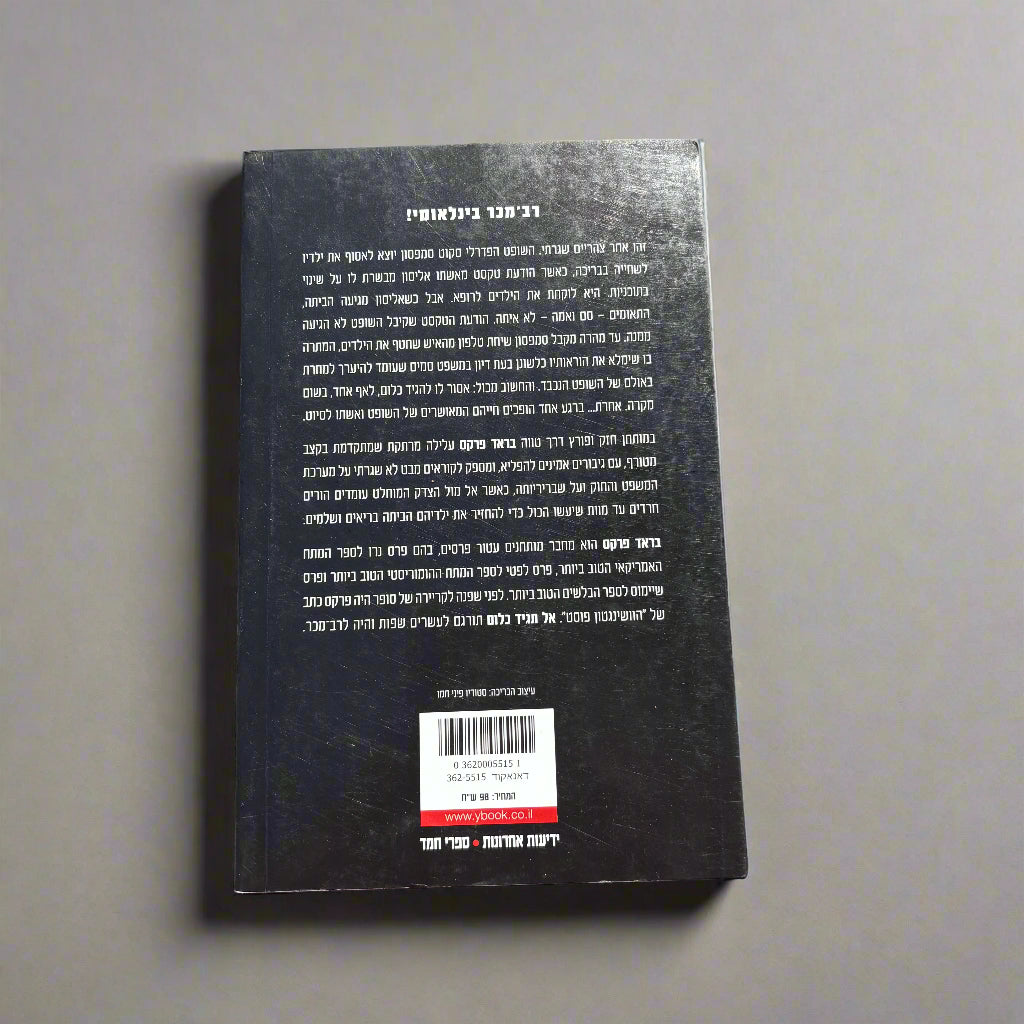 רב־מכר בינלאומי!
זהו אחר צהריים שגרתי. השופט הפדרלי סקוט סמפסון יוצא לאסוף את ילדיו
לשחייה בבריכה, כאשר הודעת טקסט מאשתו אליסון מבשרת לו על שינוי
בתוכניות. היא לוקחת את הילדים לרופא. אבל כשאליסון מגיעה הביתה,
התאומים – סם ואמה – לא איתה. הודעת הטקסט שקיבל השופט לא הגיעה
ממנה. עד מהרה מקבל סמפסון שיחת טלפון מהאיש שחטף את הילדים, המתרה
בו שימלא את הוראותיו כלשונן בעת דיון במשפט סמים שעומד להיערך למחרת
באולם של השופט הנכבד. והחשוב מכול: אסור לו להגיד כלום, לאף אחד, בשום
מקרה. אחרת... ברגע אחד הופכים חייהם המאושרים של השופט ואשתו לסיוט.
במותחן חזק ופורץ דרך טווה בראד פרקס עלילה מרתקת שמתקדמת בקצב
מטורף, עם גיבורים אמינים להפליא, ומספק לקוראים מבט לא שגרתי על מערכת
המשפט והחוק ועל שבריריותה, כאשר אל מול הצדק המוחלט עומדים הורים
חרדים עד מוות שיעשו הכול כדי להחזיר את ילדיהם הביתה בריאים ושלמים.
בראד פרקס הוא מחבר מותחנים עטור פרסים, בהם פרס נרו לספר המתח
האמריקאי הטוב ביותר, פרס לפטי לספר המתח־ההומוריסטי הטוב ביותר ופרס
שיימוס לספר הבלשים הטוב ביותר. לפני שפנה לקריירה של סופר היה פרקס כתב
של "הוושינגטון פוסט". אל תגיד כלום תורגם לעשרים שפות והיה לרב־מכר.
עיצוב הכריכה: סטודיו פיני חמו
0 3620005515 1
דאנאקוד 362-5515
המחיר: 98 ש"ח
www.ybook.co.il
ידיעות אחרונות • ספרי חמד